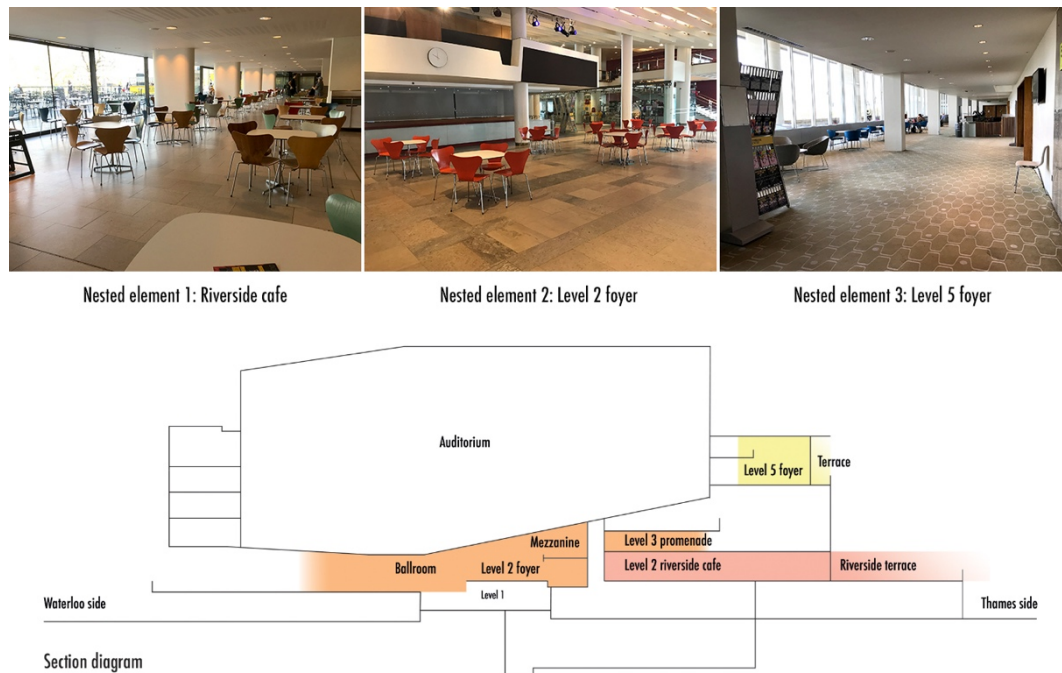 Nested element 1: Riverside cafe
Nested element 2: Level 2 foyer
Nested element 3: Level 5 foyer
Auditorium
Level 5 foyer
Terrace
Mezzanine
Level 3 promenade
Ballroom
Level 2 foyer
Level 2 riverside cafe
Riverside terrace
Level 1
Waterloo side
Thames side
Section diagram